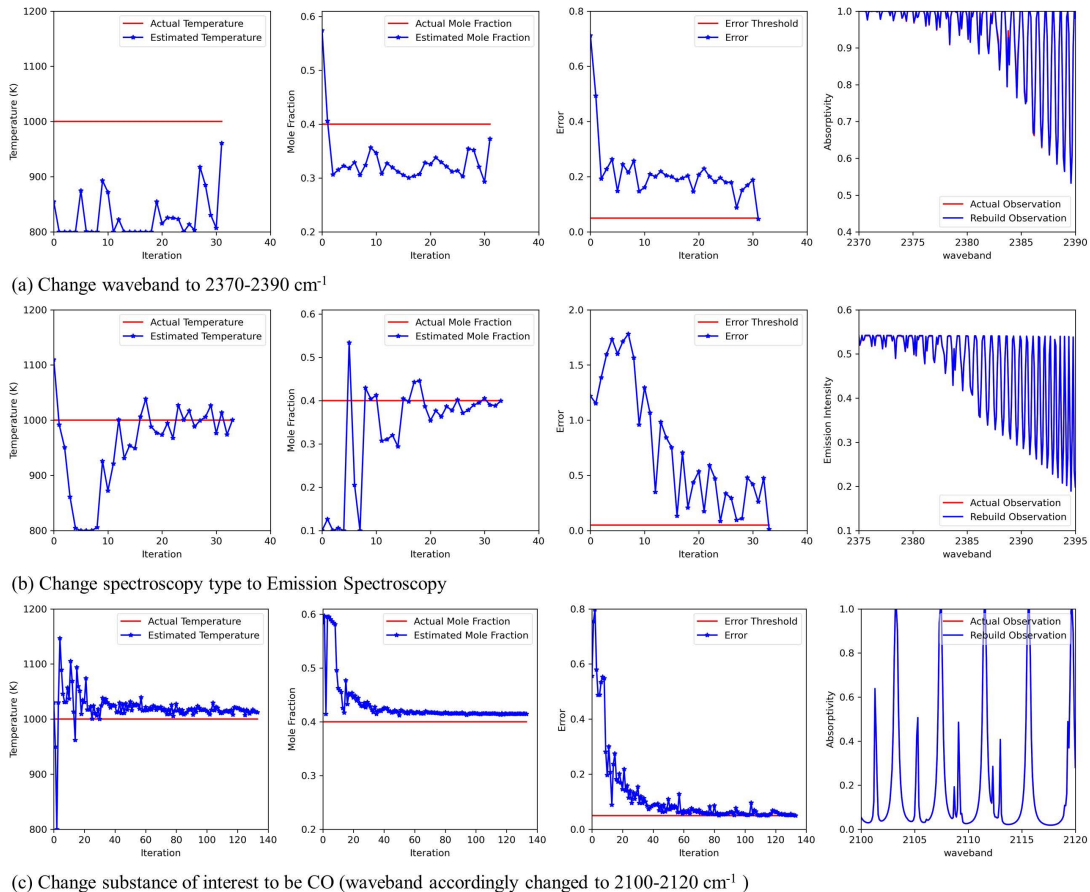 1200
1100
1000
900
800
0
10
20
30
40
Temperature (K)
Iteration
Actual Temperature
Estimated Temperature
0.6
0.5
0.4
0.3
0.2
0
10
20
30
40
Mole Fraction
Iteration
Actual Mole Fraction
Estimated Mole Fraction
0.8
0.6
0.4
0.2
0.0
0
10
20
30
40
Error
Iteration
Error Threshold
Error
1.0
0.9
0.8
0.7
0.6
0.5
0.4
2370
2375
2380
2385
2390
Absorptivity
waveband
Actual Observation
Rebuild Observation
(a) Change waveband to 2370-2390 cm-1
1200
1100
1000
900
800
0
10
20
30
40
Temperature (K)
Iteration
Actual Temperature
Estimated Temperature
0.6
0.5
0.4
0.3
0.2
0.1
0
10
20
30
40
Mole Fraction
Iteration
Actual Mole Fraction
Estimated Mole Fraction
2.0
1.5
1.0
0.5
0.0
0
10
20
30
40
Error
Iteration
Error Threshold
Error
0.6
0.5
0.4
0.3
0.2
0.1
2375
2380
2385
2390
2395
Emission Intensity
waveband
Actual Observation
Rebuild Observation
(b) Change spectroscopy type to Emission Spectroscopy
1200
1100
1000
900
800
0
20
40
60
80
100
120
140
Temperature (K)
Iteration
Actual Temperature
Estimated Temperature
0.6
0.5
0.4
0.3
0.2
0
20
40
60
80
100
120
140
Mole Fraction
Iteration
Actual Mole Fraction
Estimated Mole Fraction
0.8
0.6
0.4
0.2
0.0
0
20
40
60
80
100
120
140
Error
Iteration
Error Threshold
Error
1.0
0.8
0.6
0.4
0.2
0.0
2100
2105
2110
2115
2120
Absorptivity
waveband
Actual Observation
Rebuild Observation
(c) Change substance of interest to be CO (waveband accordingly changed to 2100-2120 cm-1 )